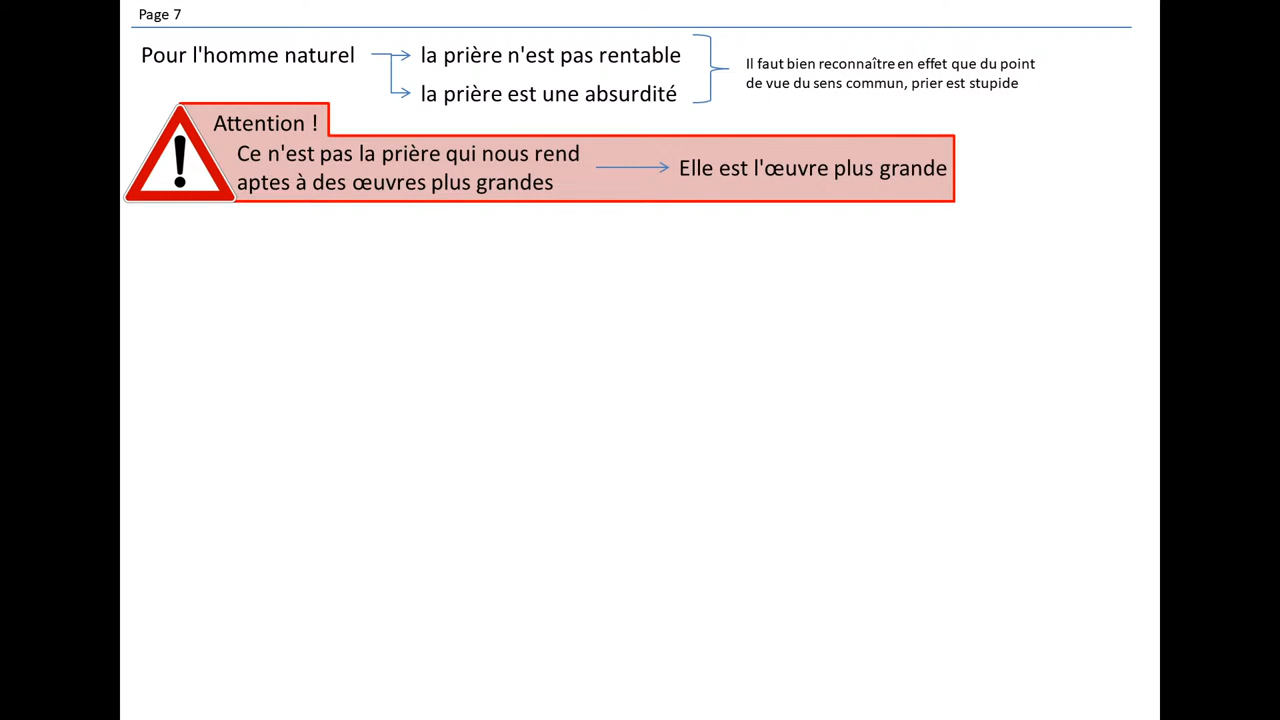 Page 7
Pour l'homme naturel
la prière n'est pas rentable
la prière est une absurdité
Il faut bien reconnaître en effet que du point
de vue du sens commun, prier est stupide
Attention !
Ce n'est pas la prière qui nous rend
aptes à des œuvres plus grandes
Elle est l'œuvre plus grande